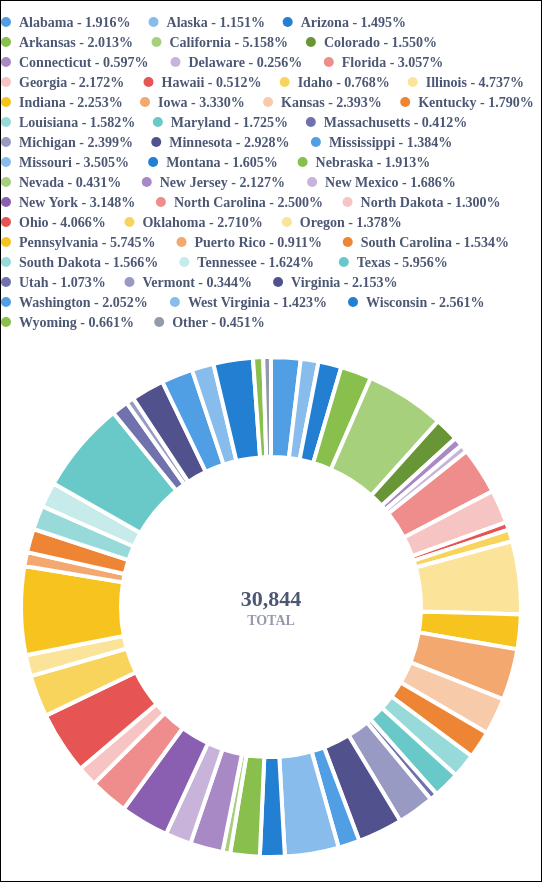 Alabama - 1.916% Alaska - 1.151% Arizona - 1.495%
Arkansas - 2.013% California - 5.158% Colorado - 1.550%
Connecticut - 0.597% Delaware - 0.256% Florida - 3.057%
Georgia - 2.172% Hawaii - 0.512% Idaho - 0.768% Illinois - 4.737%
Indiana - 2.253% Iowa - 3.330% Kansas - 2.393% Kentucky - 1.790%
Louisiana - 1.582% Maryland - 1.725% Massachusetts - 0.412%
Michigan - 2.399% Minnesota - 2.928% Mississippi - 1.384%
Missouri - 3.505% Montana - 1.605% Nebraska - 1.913%
Nevada - 0.431% New Jersey - 2.127% New Mexico - 1.686%
New York - 3.148% North Carolina - 2.500% North Dakota - 1.300%
Ohio - 4.066% Oklahoma - 2.710% Oregon - 1.378%
Pennsylvania - 5.745% Puerto Rico - 0.911% South Carolina - 1.534%
South Dakota - 1.566% Tennessee - 1.624% Texas - 5.956%
Utah - 1.073% Vermont - 0.344% Virginia - 2.153%
Washington - 2.052% West Virginia - 1.423% Wisconsin - 2.561%
Wyoming - 0.661% Other - 0.451%
30,844
TOTAL